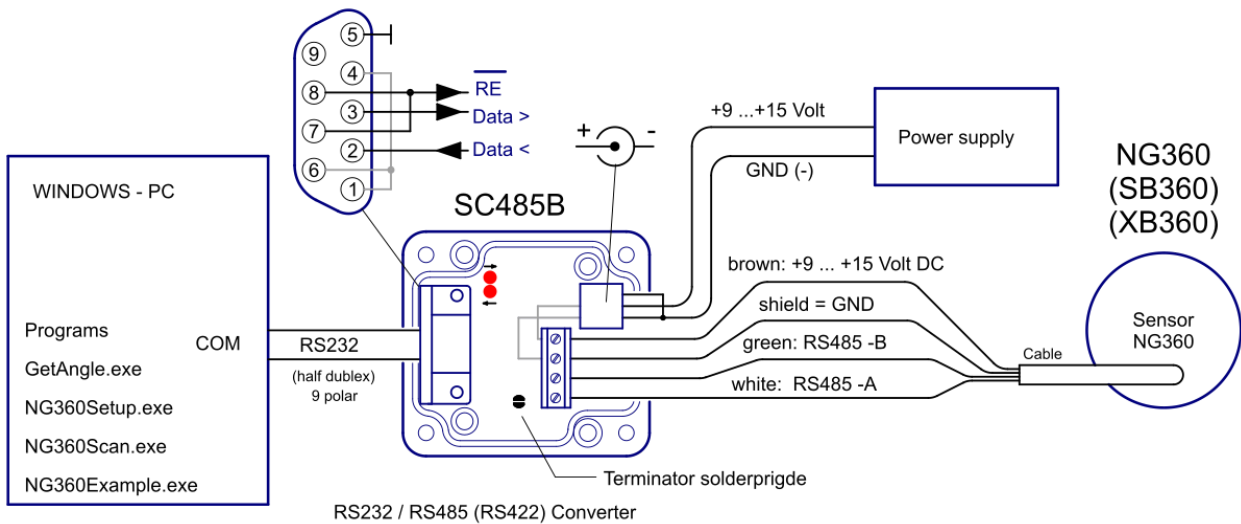 5
9
4
8
RE
3
Data >
7
2
Data <
6
1
+ -
+9 ...+15 Volt
Power supply
GND (-)
NG360
(SB360)
(XB360)
WINDOWS - PC
SC485B
brown: +9 ... +15 Volt DC
shield = GND
Sensor
NG360
green: RS485 -B
Cable
white: RS485 -A
Programs
COM
RS232
(half dublex)
9 polar
GetAngle.exe
NG360Setup.exe
NG360Scan.exe
NG360Example.exe
Terminator solderprigde
RS232 / RS485 (RS422) Converter